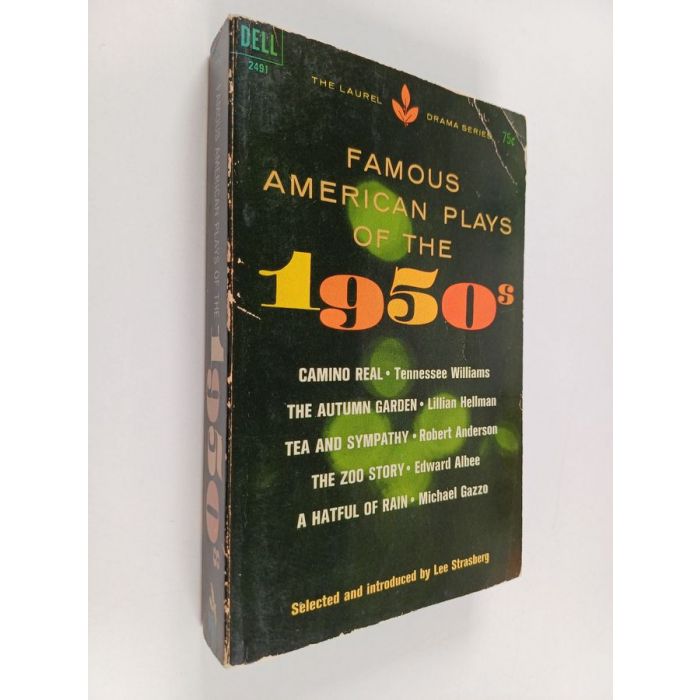 DELL
2491
THE LAUREL DRAMA SERIES
75¢
FAMOUS
AMERICAN PLAYS
OF THE
1950s
CAMINO REAL • Tennessee Williams
THE AUTUMN GARDEN • Lillian Hellman
TEA AND SYMPATHY • Robert Anderson
THE ZOO STORY • Edward Albee
A HATFUL OF RAIN • Michael Gazzo
Selected and introduced by Lee Strasberg
FAMOUS AMERICAN PLAYS OF THE 1950s